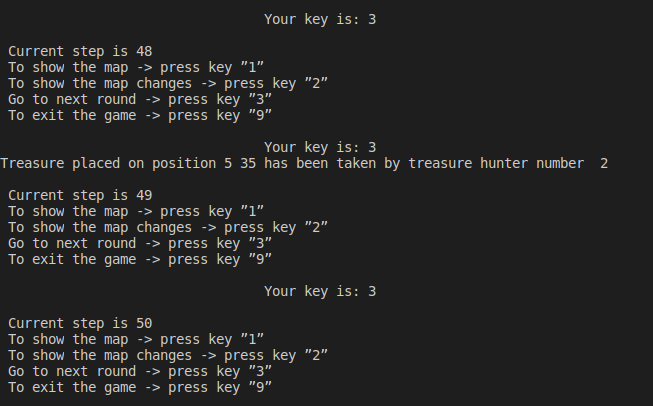 Your key is: 3
Current step is 48
To show the map -> press key ”1”
To show the map changes -> press key ”2”
Go to next round -> press key ”3”
To exit the game -> press key ”9”
Your key is: 3
Treasure placed on position 5 35 has been taken by treasure hunter number  2
Current step is 49
To show the map -> press key ”1”
To show the map changes -> press key ”2”
Go to next round -> press key ”3”
To exit the game -> press key ”9”
Your key is: 3
Current step is 50
To show the map -> press key ”1”
To show the map changes -> press key ”2”
Go to next round -> press key ”3”
To exit the game -> press key ”9”